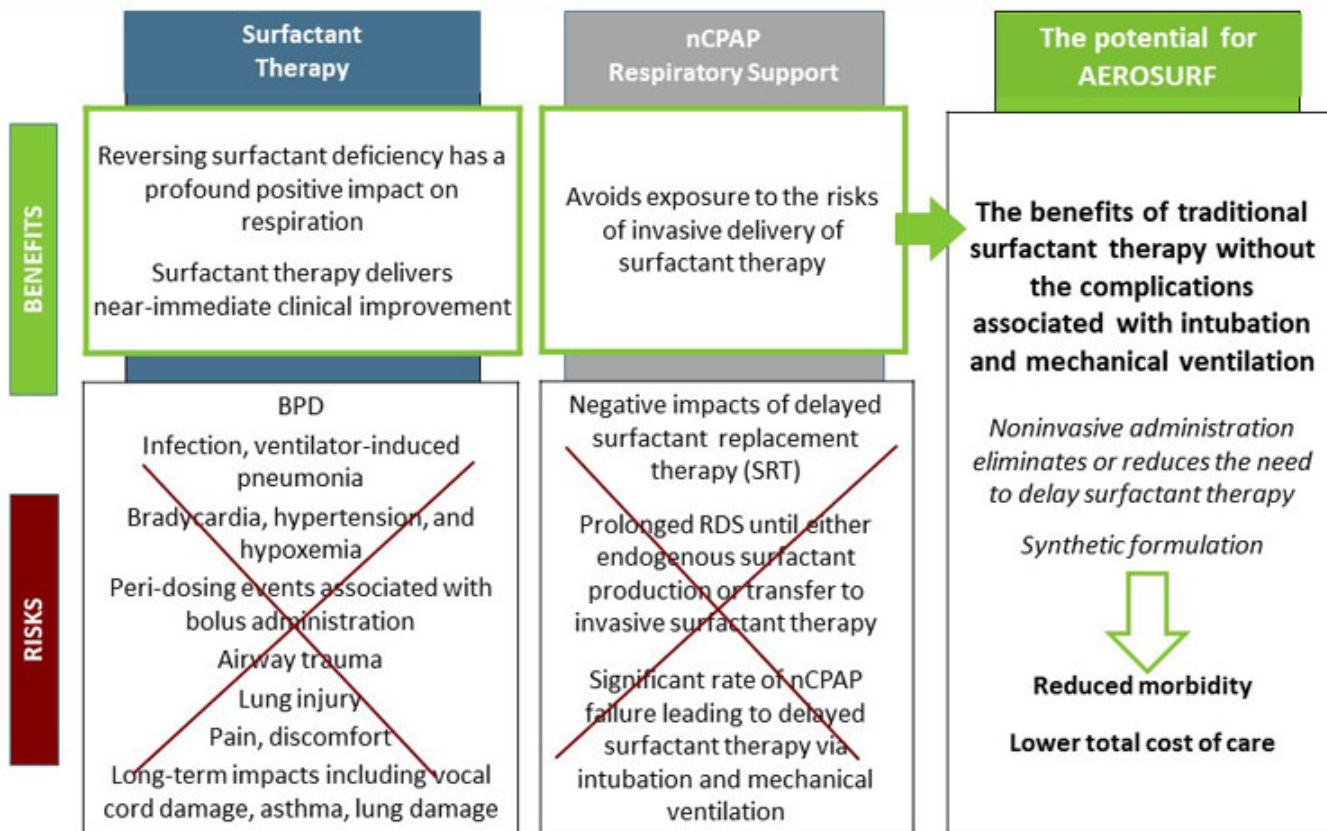 Surfactant
Therapy
nCPAP
Respiratory Support
The potential for
AEROSURF
BENEFITS
Reversing surfactant deficiency has a
profound positive impact on
respiration
Surfactant therapy delivers
near-immediate clinical improvement
Avoids exposure to the risks
of invasive delivery of
surfactant therapy
RISKS
BPD
Infection, ventilator-induced
pneumonia
Bradycardia, hypertension, and
hypoxemia
Peri-dosing events associated with
bolus administration
Airway trauma
Lung injury
Pain, discomfort
Long-term impacts including vocal
cord damage, asthma, lung damage
Negative impacts of delayed
surfactant replacement
therapy (SRT)
Prolonged RDS until either
endogenous surfactant
production or transfer to
invasive surfactant therapy
Significant rate of nCPAP
failure leading to delayed
surfactant therapy via
intubation and mechanical
ventilation
The benefits of traditional
surfactant therapy without
the complications
associated with intubation
and mechanical ventilation
Noninvasive administration
eliminates or reduces the need
to delay surfactant therapy
Synthetic formulation
Reduced morbidity
Lower total cost of care